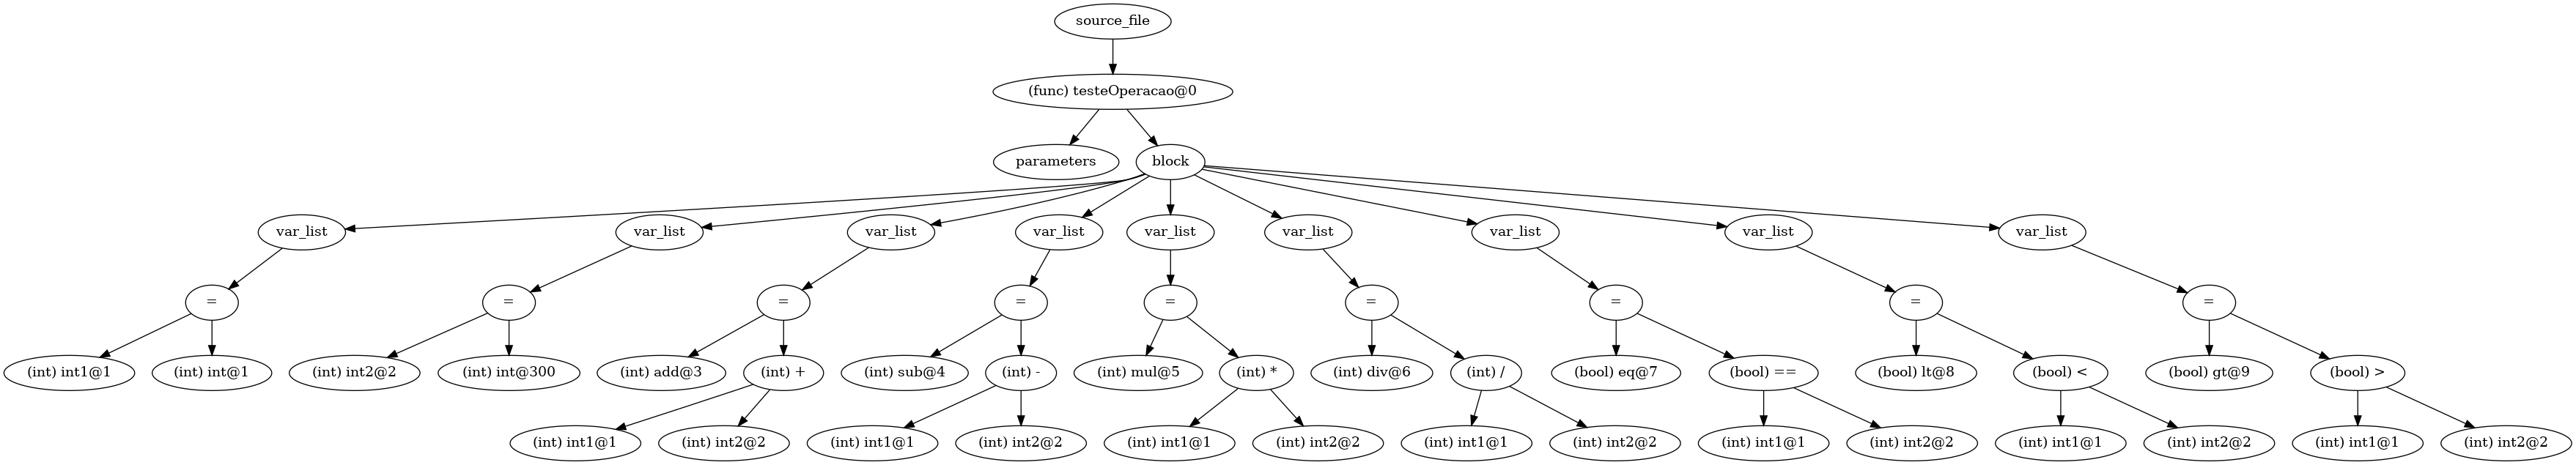 source_file
(func) testeOperacao@0
parameters
block
var_list
var_list
var_list
var_list
var_list
var_list
var_list
var_list
var_list
=
=
=
=
=
=
=
=
=
(int) int1@1
(int) int@1
(int) int2@2
(int) int@300
(int) add@3
(int) +
(int) sub@4
(int) -
(int) mul@5
(int) *
(int) div@6
(int) /
(bool) eq@7
(bool) ==
(bool) lt@8
(bool) <
(bool) gt@9
(bool) >
(int) int1@1
(int) int2@2
(int) int1@1
(int) int2@2
(int) int1@1
(int) int2@2
(int) int1@1
(int) int2@2
(int) int1@1
(int) int2@2
(int) int1@1
(int) int2@2
(int) int1@1
(int) int2@2